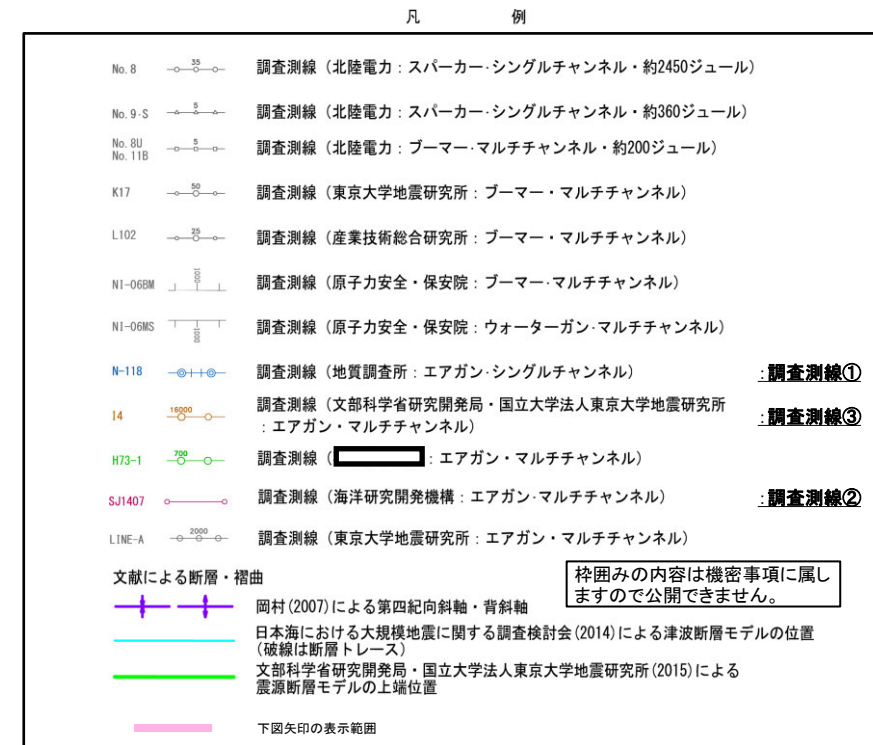 凡 例
No. 8 35 調査測線（北陸電力：スパーカー・シングルチャンネル・約2450ジュール）
No. 9-S 5 調査測線（北陸電力：スパーカー・シングルチャンネル・約360ジュール）
No. 8U
No. 11B 5 調査測線（北陸電力：ブーマー・マルチチャンネル・約200ジュール）
K17 50 調査測線（東京大学地震研究所：ブーマー・マルチチャンネル）
L102 25 調査測線（産業技術総合研究所：ブーマー・マルチチャンネル）
NI-06BM 1000 調査測線（原子力安全・保安院：ブーマー・マルチチャンネル）
NI-06MS 1000 調査測線（原子力安全・保安院：ウォーターガン・マルチチャンネル）
N-118 調査測線（地質調査所：エアガン・シングルチャンネル） :調査測線①
I4 16000 調査測線（文部科学省研究開発局・国立大学法人東京大学地震研究所
：エアガン・マルチチャンネル） :調査測線③
H73-1 700 調査測線（ ：エアガン・マルチチャンネル）
SJ1407 調査測線（海洋研究開発機構：エアガン・マルチチャンネル） :調査測線②
LINE-A 2000 調査測線（東京大学地震研究所：エアガン・マルチチャンネル）
文献による断層・褶曲
枠囲みの内容は機密事項に属し
ますので公開できません。
岡村(2007)による第四紀向斜軸・背斜軸
日本海における大規模地震に関する調査検討会(2014)による津波断層モデルの位置
(破線は断層トレース)
文部科学省研究開発局・国立大学法人東京大学地震研究所(2015)による
震源断層モデルの上端位置
下図矢印の表示範囲